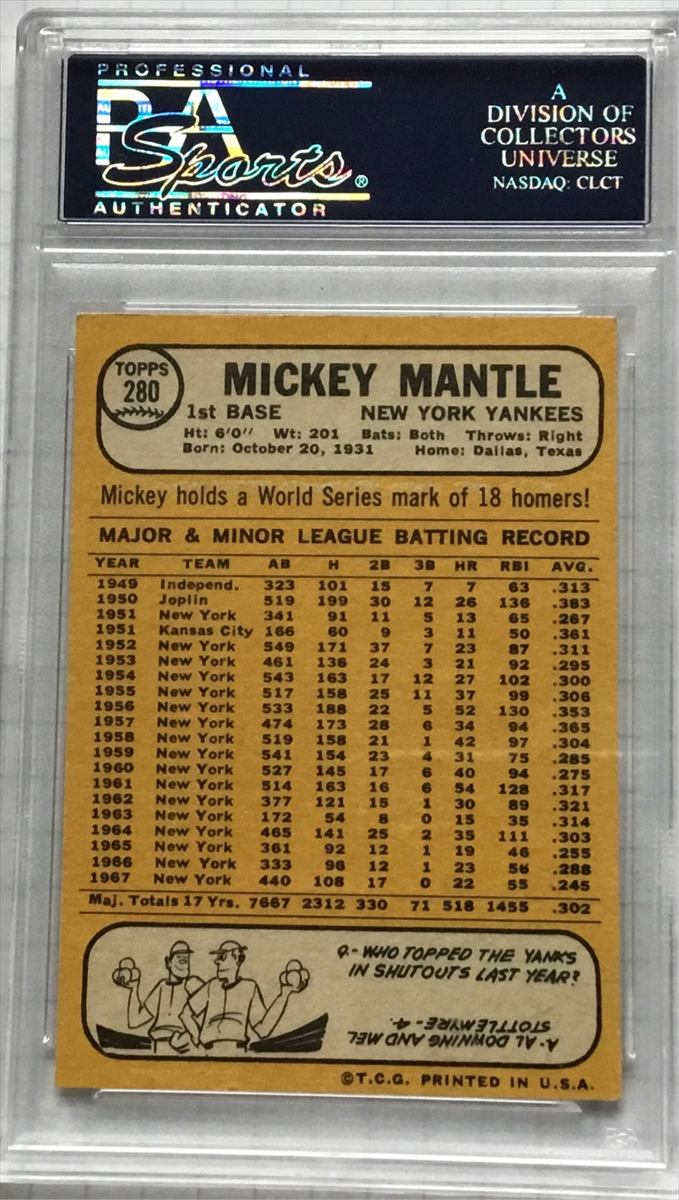 PROFESSIONAL
PSA
Sports®
AUTHENTICATOR
A
DIVISION OF
COLLECTORS
UNIVERSE
NASDAQ: CLCT
TOPPS
280
MICKEY MANTLE
1st BASE NEW YORK YANKEES
Ht: 6'0" Wt: 201 Bats: Both Throws: Right
Born: October 20, 1931 Home: Dallas, Texas
Mickey holds a World Series mark of 18 homers!
MAJOR & MINOR LEAGUE BATTING RECORD
YEAR TEAM AB H 2B 3B HR RBI AVG.
1949 Independ. 323 101 15 7 7 63 .313
1950 Joplin 519 199 30 12 26 136 .383
1951 New York 341 91 11 5 13 65 .267
1951 Kansas City 166 60 9 3 11 50 .361
1952 New York 549 171 37 7 23 87 .311
1953 New York 461 136 24 3 21 92 .295
1954 New York 543 163 17 12 27 102 .300
1955 New York 517 158 25 11 37 99 .306
1956 New York 533 188 22 5 52 130 .353
1957 New York 474 173 28 6 34 94 .365
1958 New York 519 158 21 1 42 97 .304
1959 New York 541 154 23 4 31 75 .285
1960 New York 527 145 17 6 40 94 .275
1961 New York 514 163 16 6 54 128 .317
1962 New York 377 121 15 1 30 89 .321
1963 New York 172 54 8 0 15 35 .314
1964 New York 465 141 25 2 35 111 .303
1965 New York 361 92 12 1 19 46 .255
1966 New York 333 96 12 1 23 56 .288
1967 New York 440 108 17 0 22 55 .245
Maj. Totals 17 Yrs. 7667 2312 330 71 518 1455 .302
Q.- WHO TOPPED THE YANKS
IN SHUTOUTS LAST YEAR?
A.- AL DOWNING AND MEL
STOTTLEMYRE - 4.
©T.C.G. PRINTED IN U.S.A.